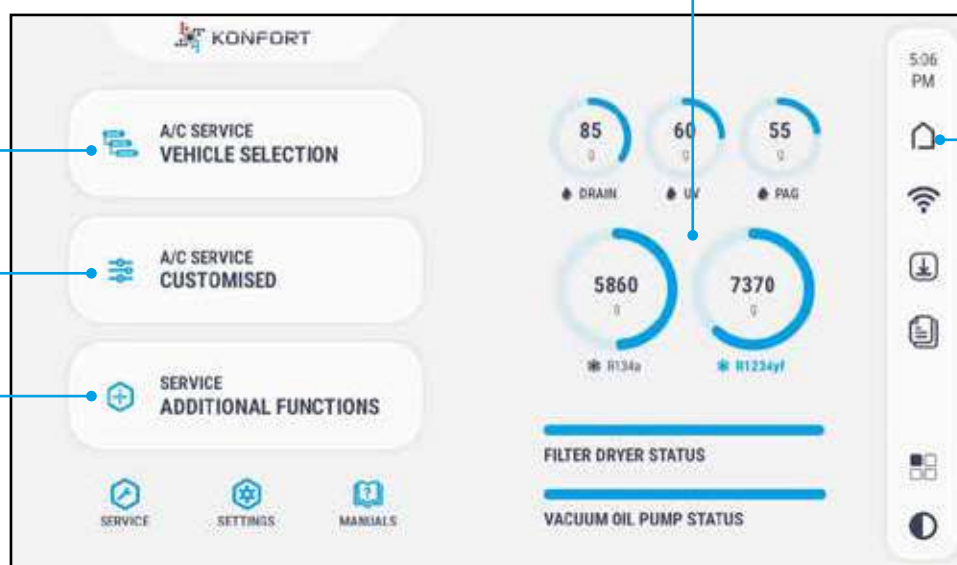 KONFORT
5:06
PM
A/C SERVICE
VEHICLE SELECTION
A/C SERVICE
CUSTOMISED
SERVICE
ADDITIONAL FUNCTIONS
SERVICE
SETTINGS
MANUALS
85
g
DRAIN
60
g
UV
55
g
PAG
5860
g
R134a
7370
g
R1234yf
FILTER DRYER STATUS
VACUUM OIL PUMP STATUS